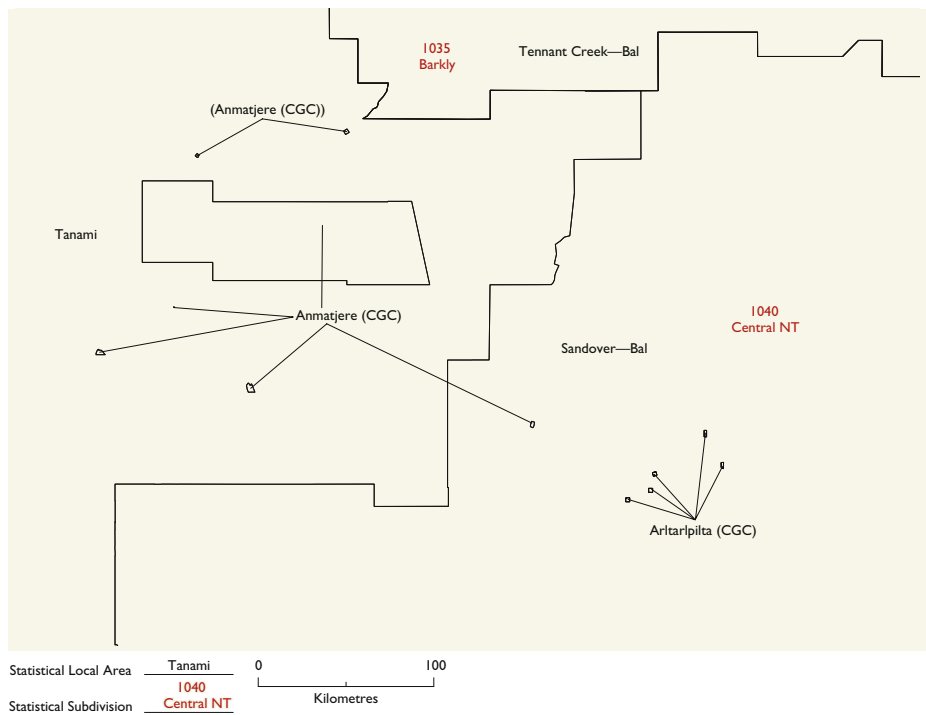 1035
Barkly
Tennant Creek—Bal
(Anmatjere (CGC))
Tanami
Anmatjere (CGC)
1040
Central NT
Sandover—Bal
Arltarlpilta (CGC)
Statistical Local Area Tanami
0 100
Kilometres
1040
Statistical Subdivision Central NT